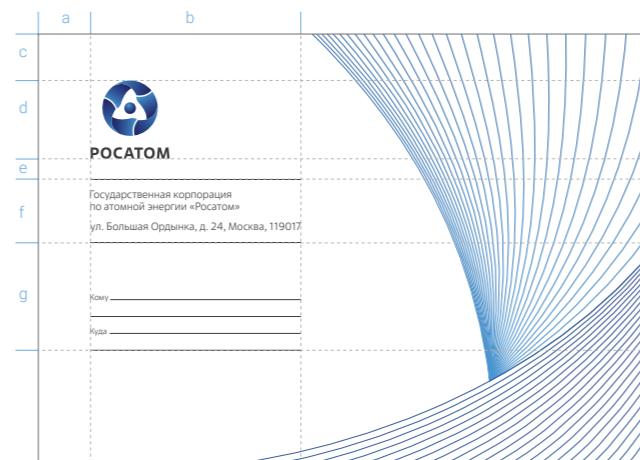 a b
c
d
РОСАТОМ
e
Государственная корпорация
по атомной энергии «Росатом»
f
ул. Большая Ордынка, д. 24, Москва, 119017
g
Кому
Куда